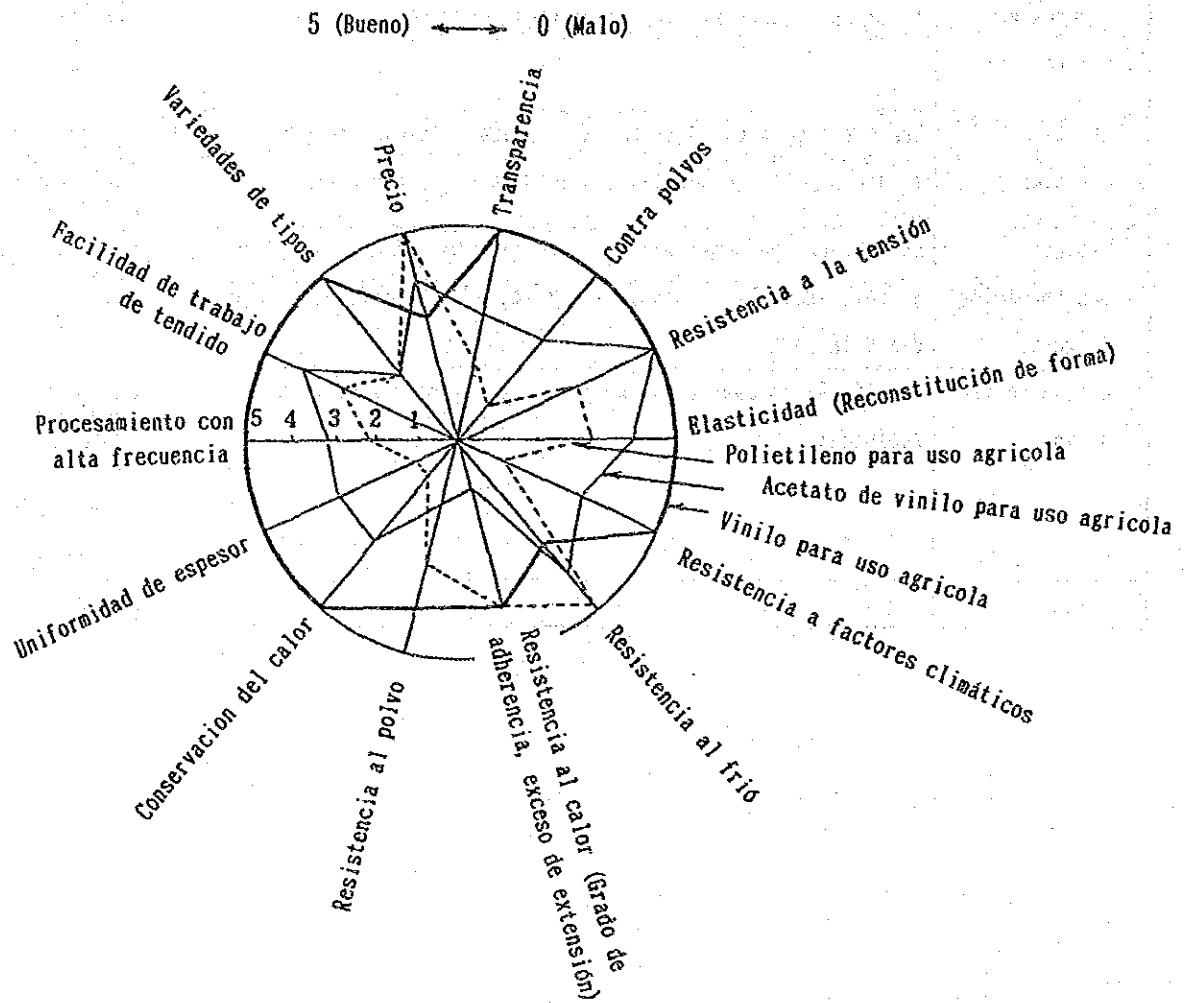 5 (Bueno) ←→ 0 (Malo)
Transparencia
Precio
Variedades de tipos
Contra polvos
Facilidad de trabajo
de tendido
Resistencia a la tensión
Elasticidad (Reconstitución de forma)
Procesamiento con
alta frecuencia
5 4 3 2 1
Polietileno para uso agricola
Acetato de vinilo para uso agricola
Vinilo para uso agricola
Resistencia a factores climáticos
Uniformidad de espesor
Conservacion del calor
Resistencia al polvo
Resistencia al calor (Grado de
adherencia, exceso de extensión)
Resistencia al frió